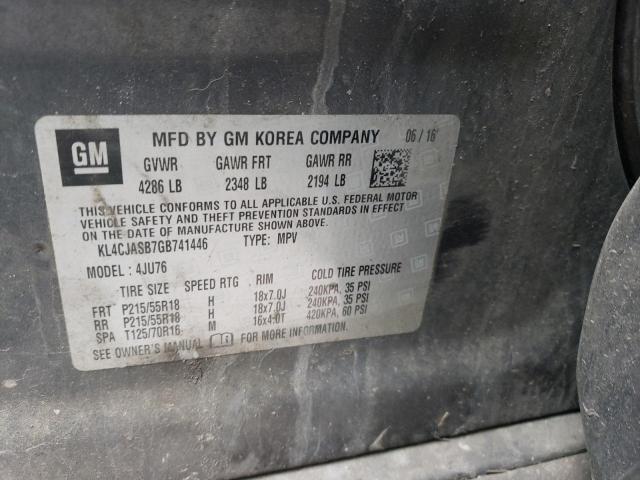 GM
MFD BY GM KOREA COMPANY 06 / 16
GVWR GAWR FRT GAWR RR
4286 LB 2348 LB 2194 LB
THIS VEHICLE CONFORMS TO ALL APPLICABLE U.S. FEDERAL MOTOR
VEHICLE SAFETY AND THEFT PREVENTION STANDARDS IN EFFECT
ON THE DATE OF MANUFACTURE SHOWN ABOVE.
KL4CJASB7GB741446 TYPE: MPV
MODEL : 4JU76
TIRE SIZE SPEED RTG RIM COLD TIRE PRESSURE
FRT P215/55R18 H 18x7.0J 240KPA, 35 PSI
RR P215/55R18 H 18x7.0J 240KPA, 35 PSI
SPA T125/70R16 M 16x4.0T 420KPA, 60 PSI
SEE OWNER'S MANUAL FOR MORE INFORMATION.